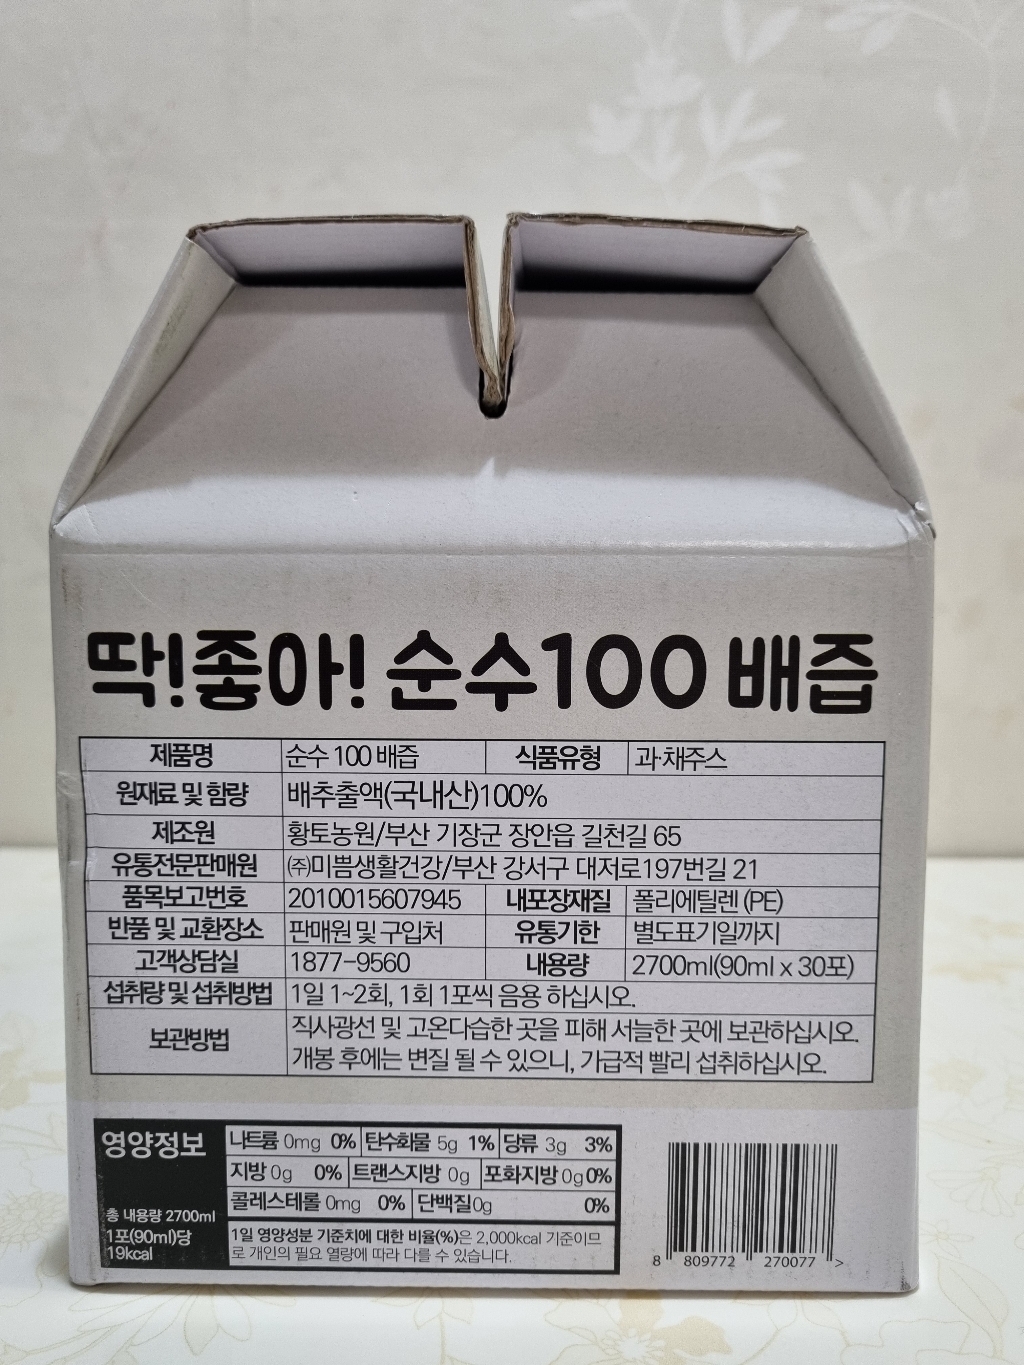 딱!좋아! 순수100 배즙
제품명 순수 100 배즙 식품유형 과·채주스
원재료 및 함량 배추출액(국내산)100%
제조원 황토농원/부산 기장군 장안읍 길천길 65
유통전문판매원 ㈜미쁨생활건강/부산 강서구 대저로197번길 21
품목보고번호 2010015607945 내포장재질 폴리에틸렌 (PE)
반품 및 교환장소 판매원 및 구입처 유통기한 별도표기일까지
고객상담실 1877-9560 내용량 2700ml(90ml x 30포)
섭취량 및 섭취방법 1일 1~2회, 1회 1포씩 음용 하십시오.
보관방법 직사광선 및 고온다습한 곳을 피해 서늘한 곳에 보관하십시오.
개봉 후에는 변질 될 수 있으니, 가급적 빨리 섭취하십시오.
영양정보
총 내용량 2700ml
1포(90ml)당
19kcal
나트륨 0mg 0% 탄수화물 5g 1% 당류 3g 3%
지방 0g 0% 트랜스지방 0g 포화지방 0g 0%
콜레스테롤 0mg 0% 단백질 0g 0%
1일 영양성분 기준치에 대한 비율(%)은 2,000kcal 기준이므
로 개인의 필요 열량에 따라 다를 수 있습니다.
8 809772 270077 >